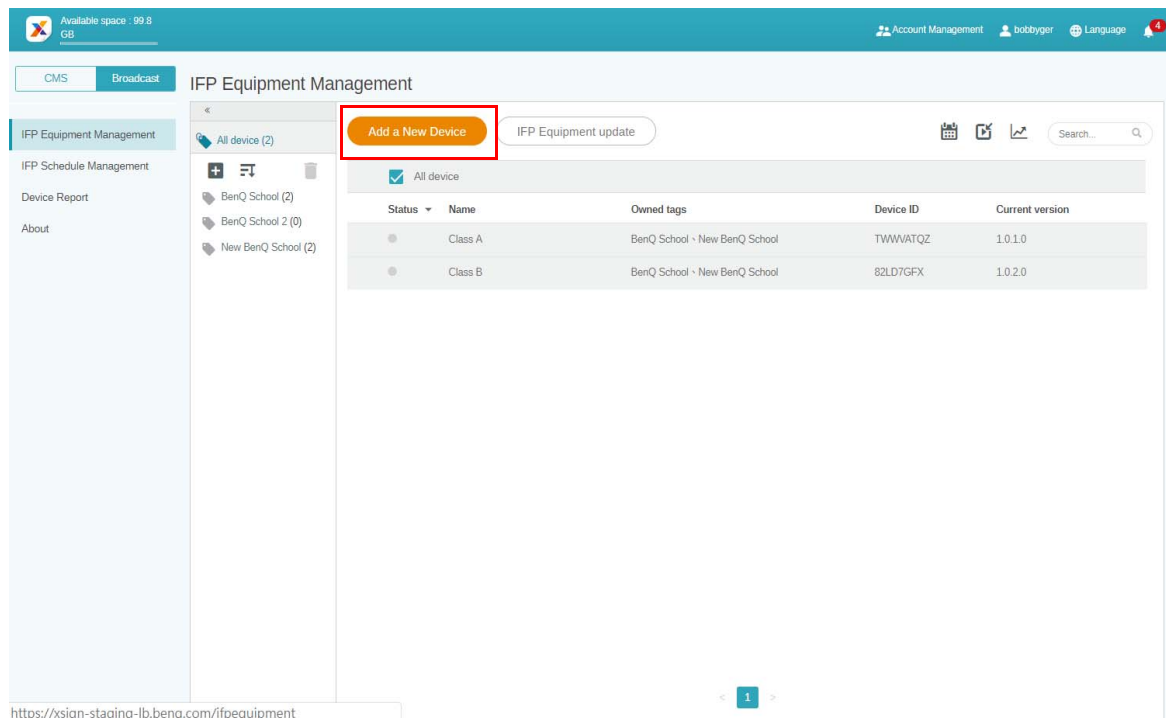 Available space : 99.8
GB
Account Management
bobbyger
Language
4
CMS
Broadcast
IFP Equipment Management
IFP Equipment Management
IFP Schedule Management
Device Report
About
«
All device (2)
BenQ School (2)
BenQ School 2 (0)
New BenQ School (2)
Add a New Device
IFP Equipment update
Search...
All device
Status Name Owned tags Device ID Current version
Class A BenQ School、New BenQ School TWWVATQZ 1.0.1.0
Class B BenQ School、New BenQ School 82LD7GFX 1.0.2.0
< 1 >
https://xsign-staging-lb.benq.com/ifpequipment